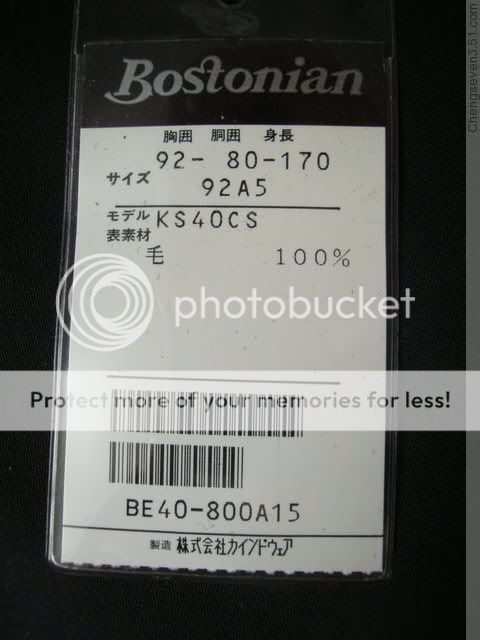 Bostonian
胸囲 胴囲 身長
92- 80-170
サイズ 92A5
モデル KS40CS
表素材
毛 100%
photobucket
Protect more of your memories for less!
BE40-800A15
製造 株式会社カインドウェア
Chengseven3.51.com